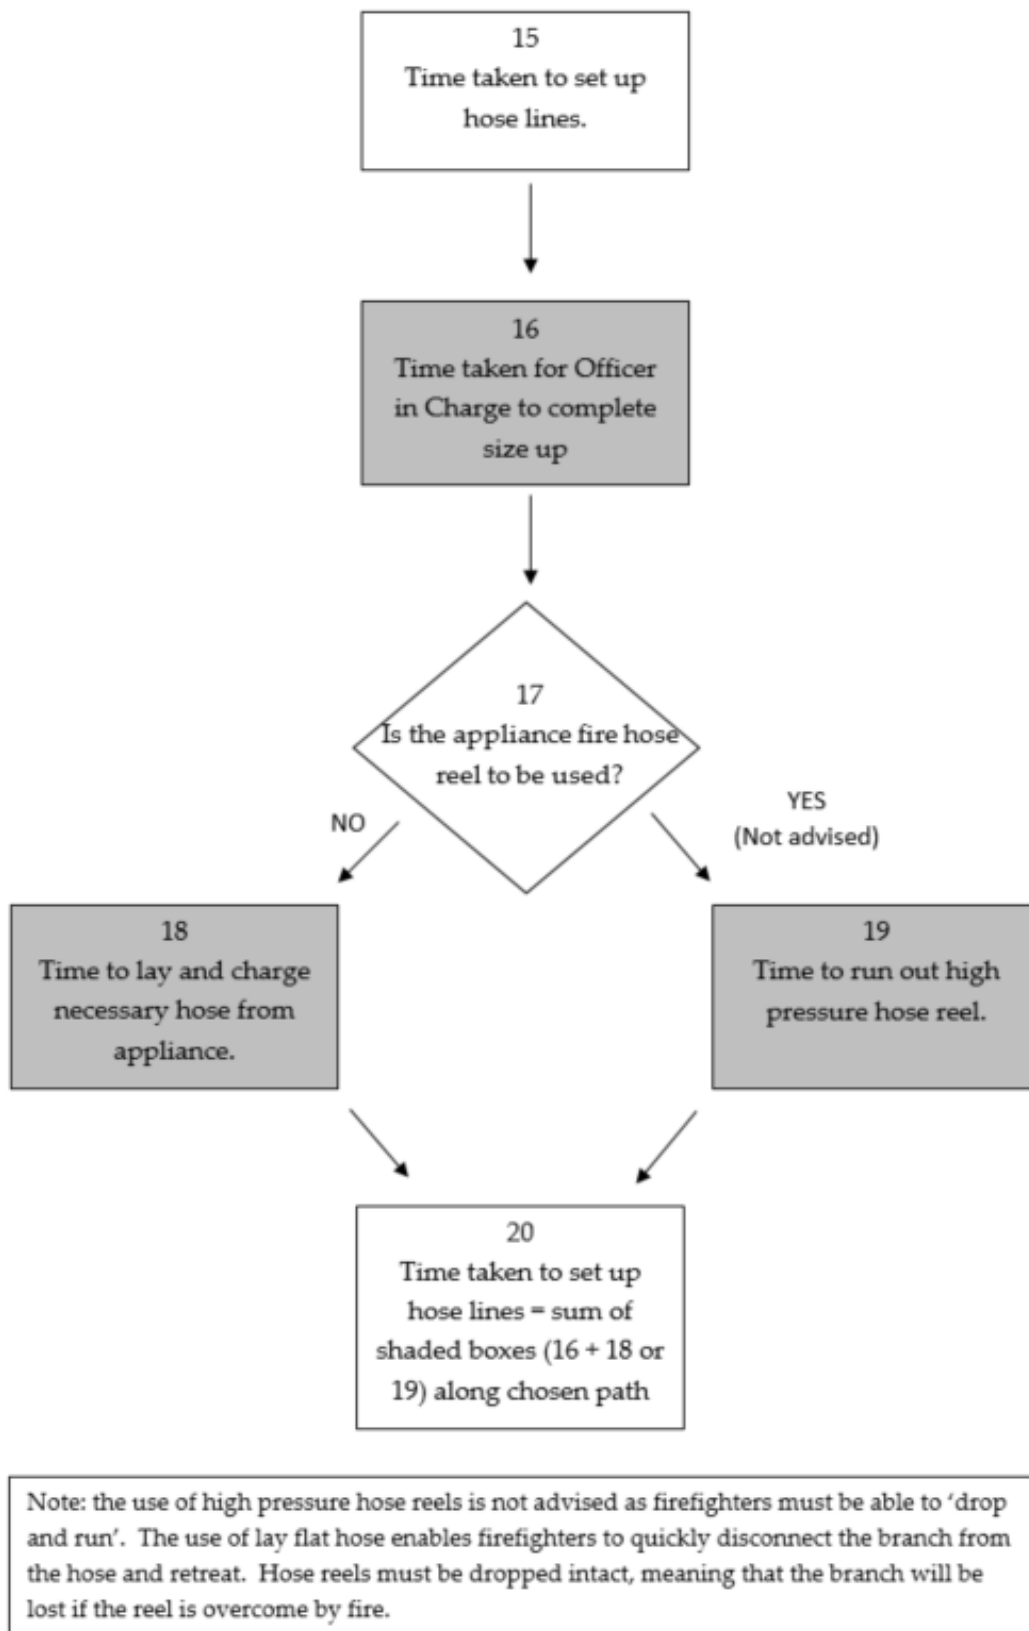 15
Time taken to set up
hose lines.
16
Time taken for Officer
in Charge to complete
size up
17
Is the appliance fire hose
reel to be used?
NO
YES
(Not advised)
18
Time to lay and charge
necessary hose from
appliance.
19
Time to run out high
pressure hose reel.
20
Time taken to set up
hose lines = sum of
shaded boxes (16 + 18 or
19) along chosen path
Note: the use of high pressure hose reels is not advised as firefighters must be able to ‘drop
and run’. The use of lay flat hose enables firefighters to quickly disconnect the branch from
the hose and retreat. Hose reels must be dropped intact, meaning that the branch will be
lost if the reel is overcome by fire.